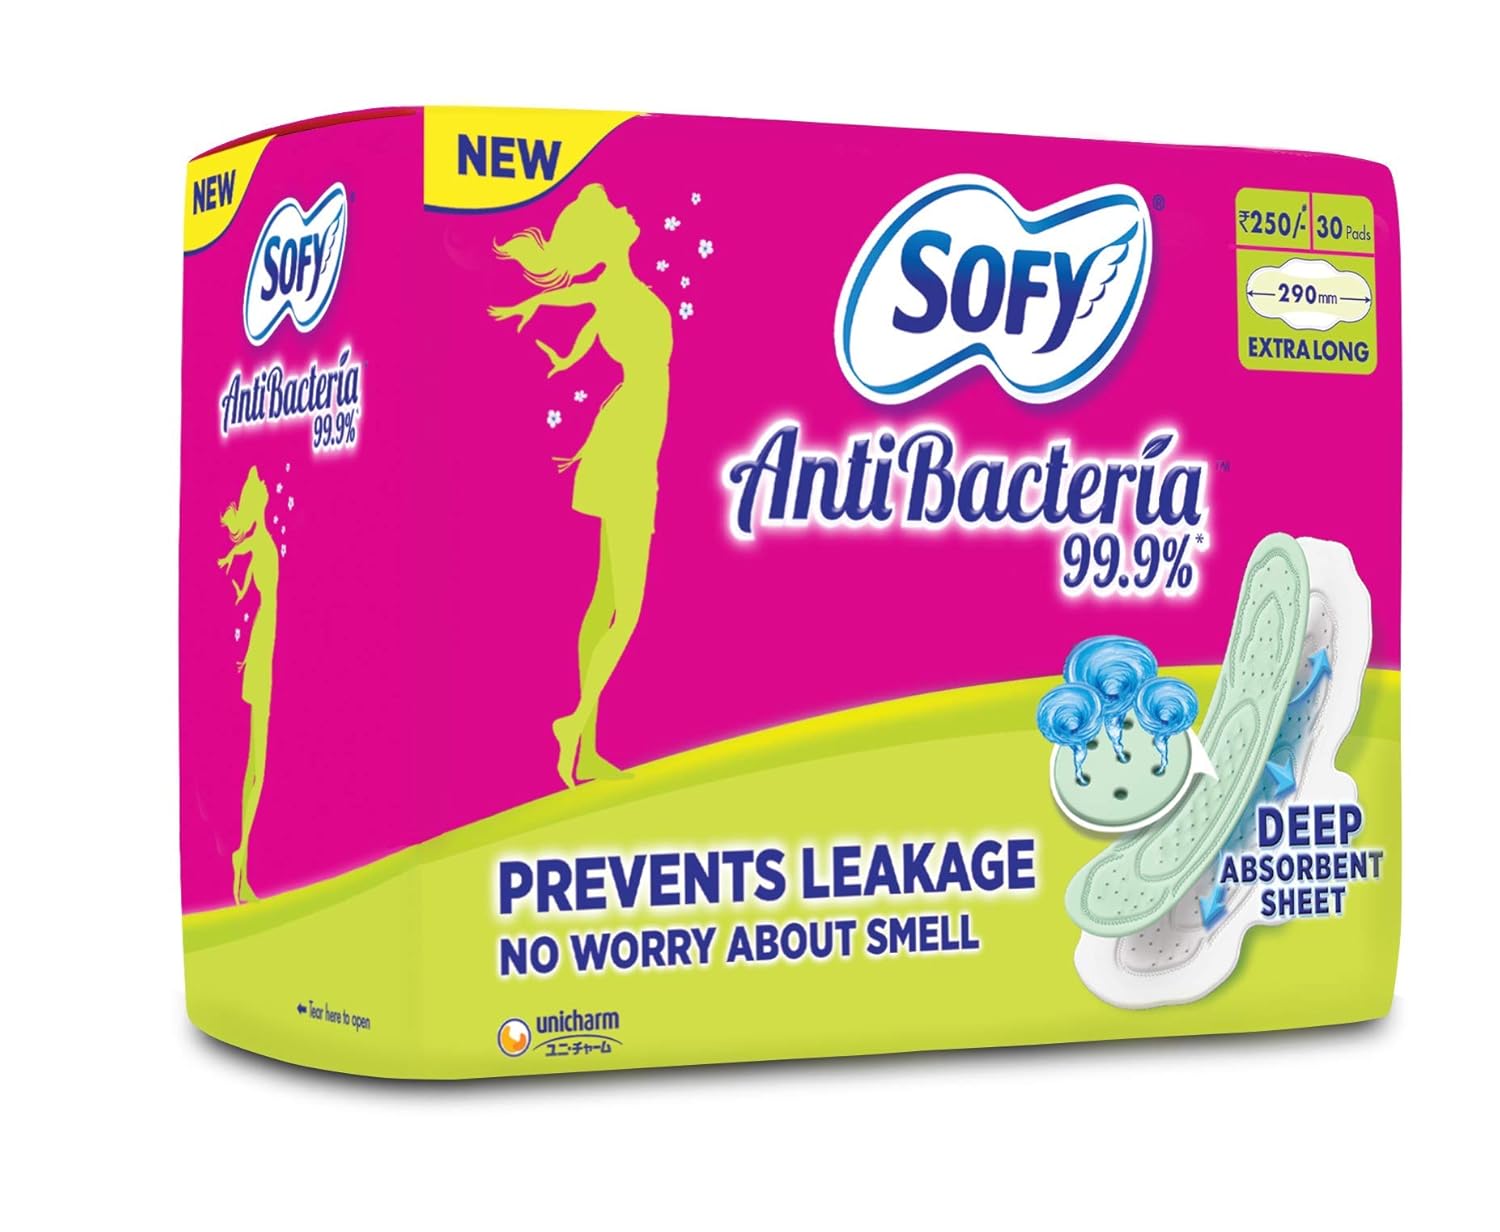 NEW
SOFY
AntiBacteria
99.9%*
← Tear here to open
NEW
SOFY®
₹250/- 30 Pads
290mm
EXTRA LONG
AntiBacteria™
99.9%*
DEEP
ABSORBENT
SHEET
PREVENTS LEAKAGE
NO WORRY ABOUT SMELL
unicharm
ユニ・チャーム